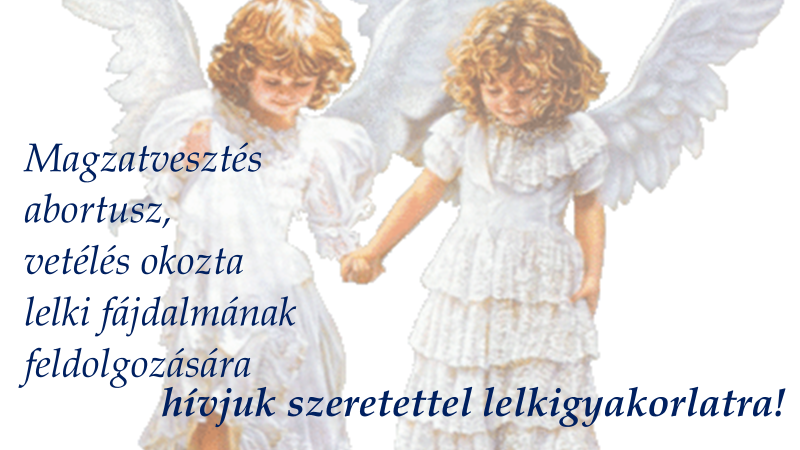 Magzatvesztés
abortusz,
vetélés okozta
lelki fájdalmának
feldolgozására
hívjuk szeretettel lelkigyakorlatra!